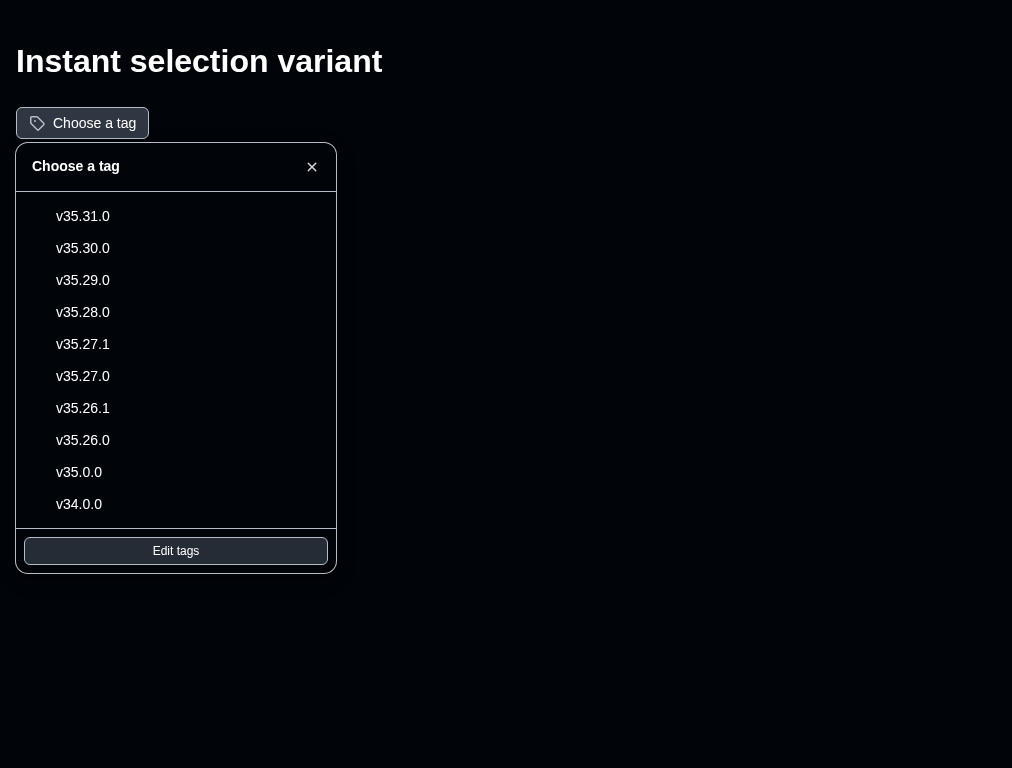 Instant selection variant
Choose a tag
Choose a tag
v35.31.0
v35.30.0
v35.29.0
v35.28.0
v35.27.1
v35.27.0
v35.26.1
v35.26.0
v35.0.0
v34.0.0
Edit tags